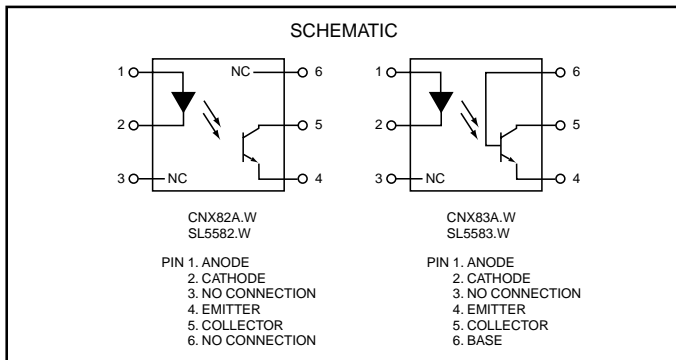 SCHEMATIC
1
NC
6
2
5
3
NC
4
CNX82A.W
SL5582.W
PIN 1. ANODE
2. CATHODE
3. NO CONNECTION
4. EMITTER
5. COLLECTOR
6. NO CONNECTION
1
6
2
5
3
NC
4
CNX83A.W
SL5583.W
PIN 1. ANODE
2. CATHODE
3. NO CONNECTION
4. EMITTER
5. COLLECTOR
6. BASE